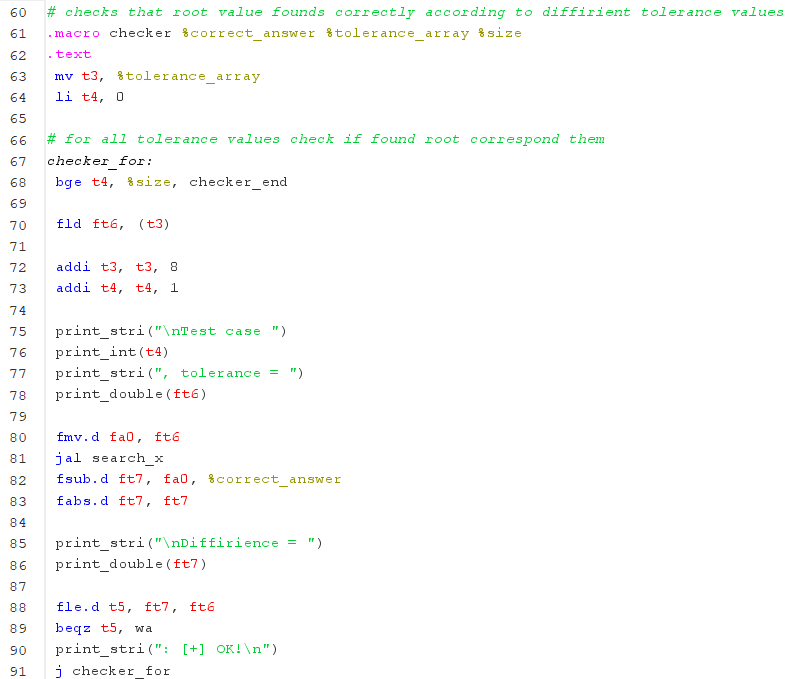 60 # checks that root value founds correctly according to diffirient tolerance values
61 .macro checker %correct_answer %tolerance_array %size
62 .text
63 mv t3, %tolerance_array
64 li t4, 0
65
66 # for all tolerance values check if found root correspond them
67 checker_for:
68 bge t4, %size, checker_end
69
70 fld ft6, (t3)
71
72 addi t3, t3, 8
73 addi t4, t4, 1
74
75 print_stri("\nTest case ")
76 print_int(t4)
77 print_stri(", tolerance = ")
78 print_double(ft6)
79
80 fmv.d fa0, ft6
81 jal search_x
82 fsub.d ft7, fa0, %correct_answer
83 fabs.d ft7, ft7
84
85 print_stri("\nDiffirience = ")
86 print_double(ft7)
87
88 fle.d t5, ft7, ft6
89 beqz t5, wa
90 print_stri(": [+] OK!\n")
91 j checker_for